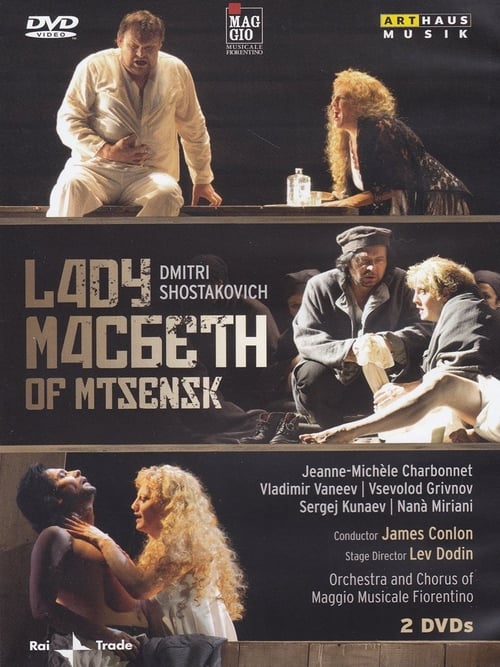 DVD
VIDEO
MAG
GIO
MUSICALE
FIORENTINO
ARTHAUS
MUSIK
LADY
DMITRI
SHOSTAKOVICH
MACBETH
OF MTSENSK
Jeanne-Michèle Charbonnet
Vladimir Vaneev | Vsevolod Grivnov
Sergej Kunaev | Nanà Miriani
Conductor James Conlon
Stage Director Lev Dodin
Orchestra and Chorus of
Maggio Musicale Fiorentino
2 DVDs
Rai Trade